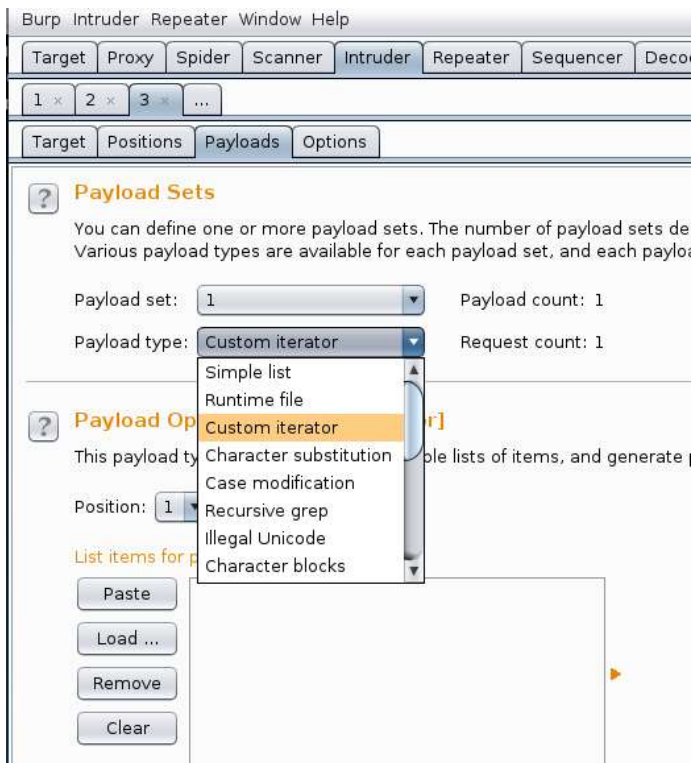 Burp Intruder Repeater Window Help
Target Proxy Spider Scanner Intruder Repeater Sequencer Deco
1 × 2 × 3 × ...
Target Positions Payloads Options
? Payload Sets
You can define one or more payload sets. The number of payload sets de
Various payload types are available for each payload set, and each payloa
Payload set: 1 Payload count: 1
Payload type: Custom iterator Request count: 1
Simple list
Runtime file
? Payload Op Custom iterator r]
This payload ty Character substitution ple lists of items, and generate p
Case modification
Position: 1 Recursive grep
Illegal Unicode
List items for p Character blocks
Paste
Load ...
Remove
Clear